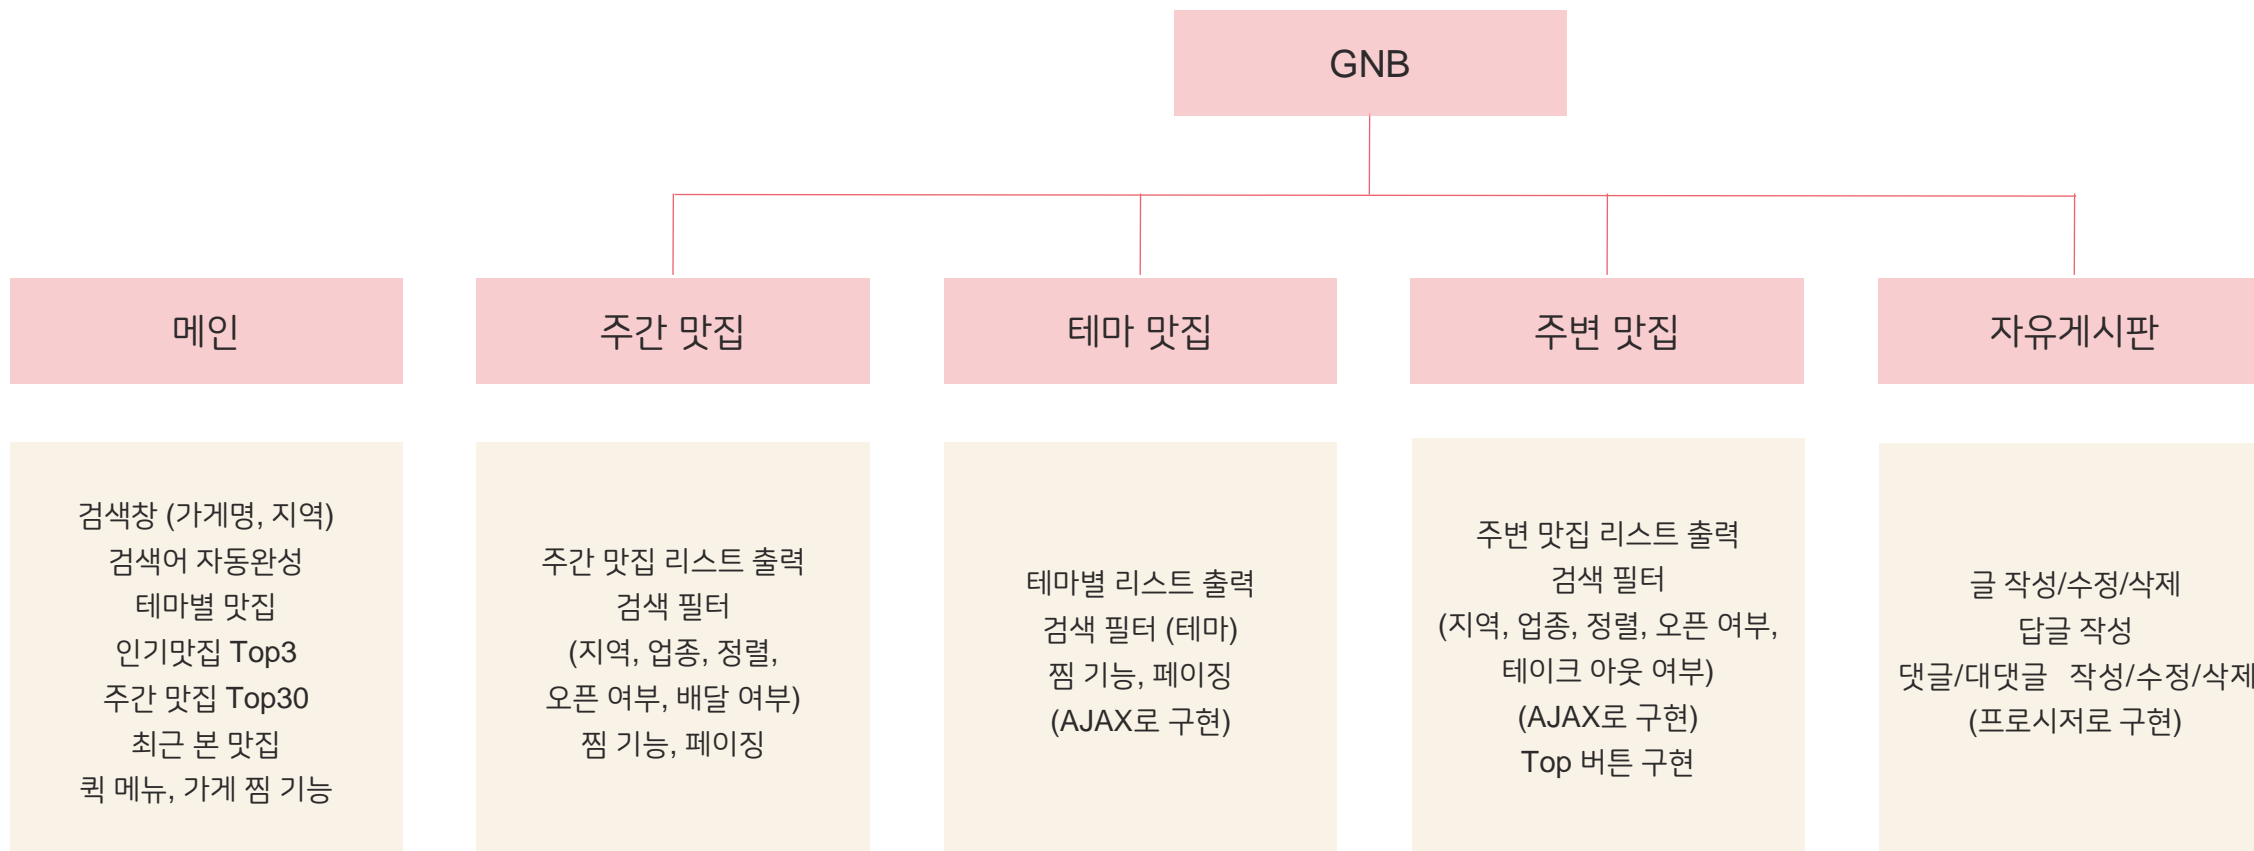 GNB
메인
주간 맛집
테마 맛집
주변 맛집
자유게시판
검색창 (가게명, 지역)
검색어 자동완성
테마별 맛집
인기맛집 Top3
주간 맛집 Top30
최근 본 맛집
퀵 메뉴, 가게 찜 기능
주간 맛집 리스트 출력
검색 필터
(지역, 업종, 정렬,
오픈 여부, 배달 여부)
찜 기능, 페이징
테마별 리스트 출력
검색 필터 (테마)
찜 기능, 페이징
(AJAX로 구현)
주변 맛집 리스트 출력
검색 필터
(지역, 업종, 정렬, 오픈 여부,
테이크 아웃 여부)
(AJAX로 구현)
Top 버튼 구현
글 작성/수정/삭제
답글 작성
댓글/대댓글 작성/수정/삭제
(프로시저로 구현)